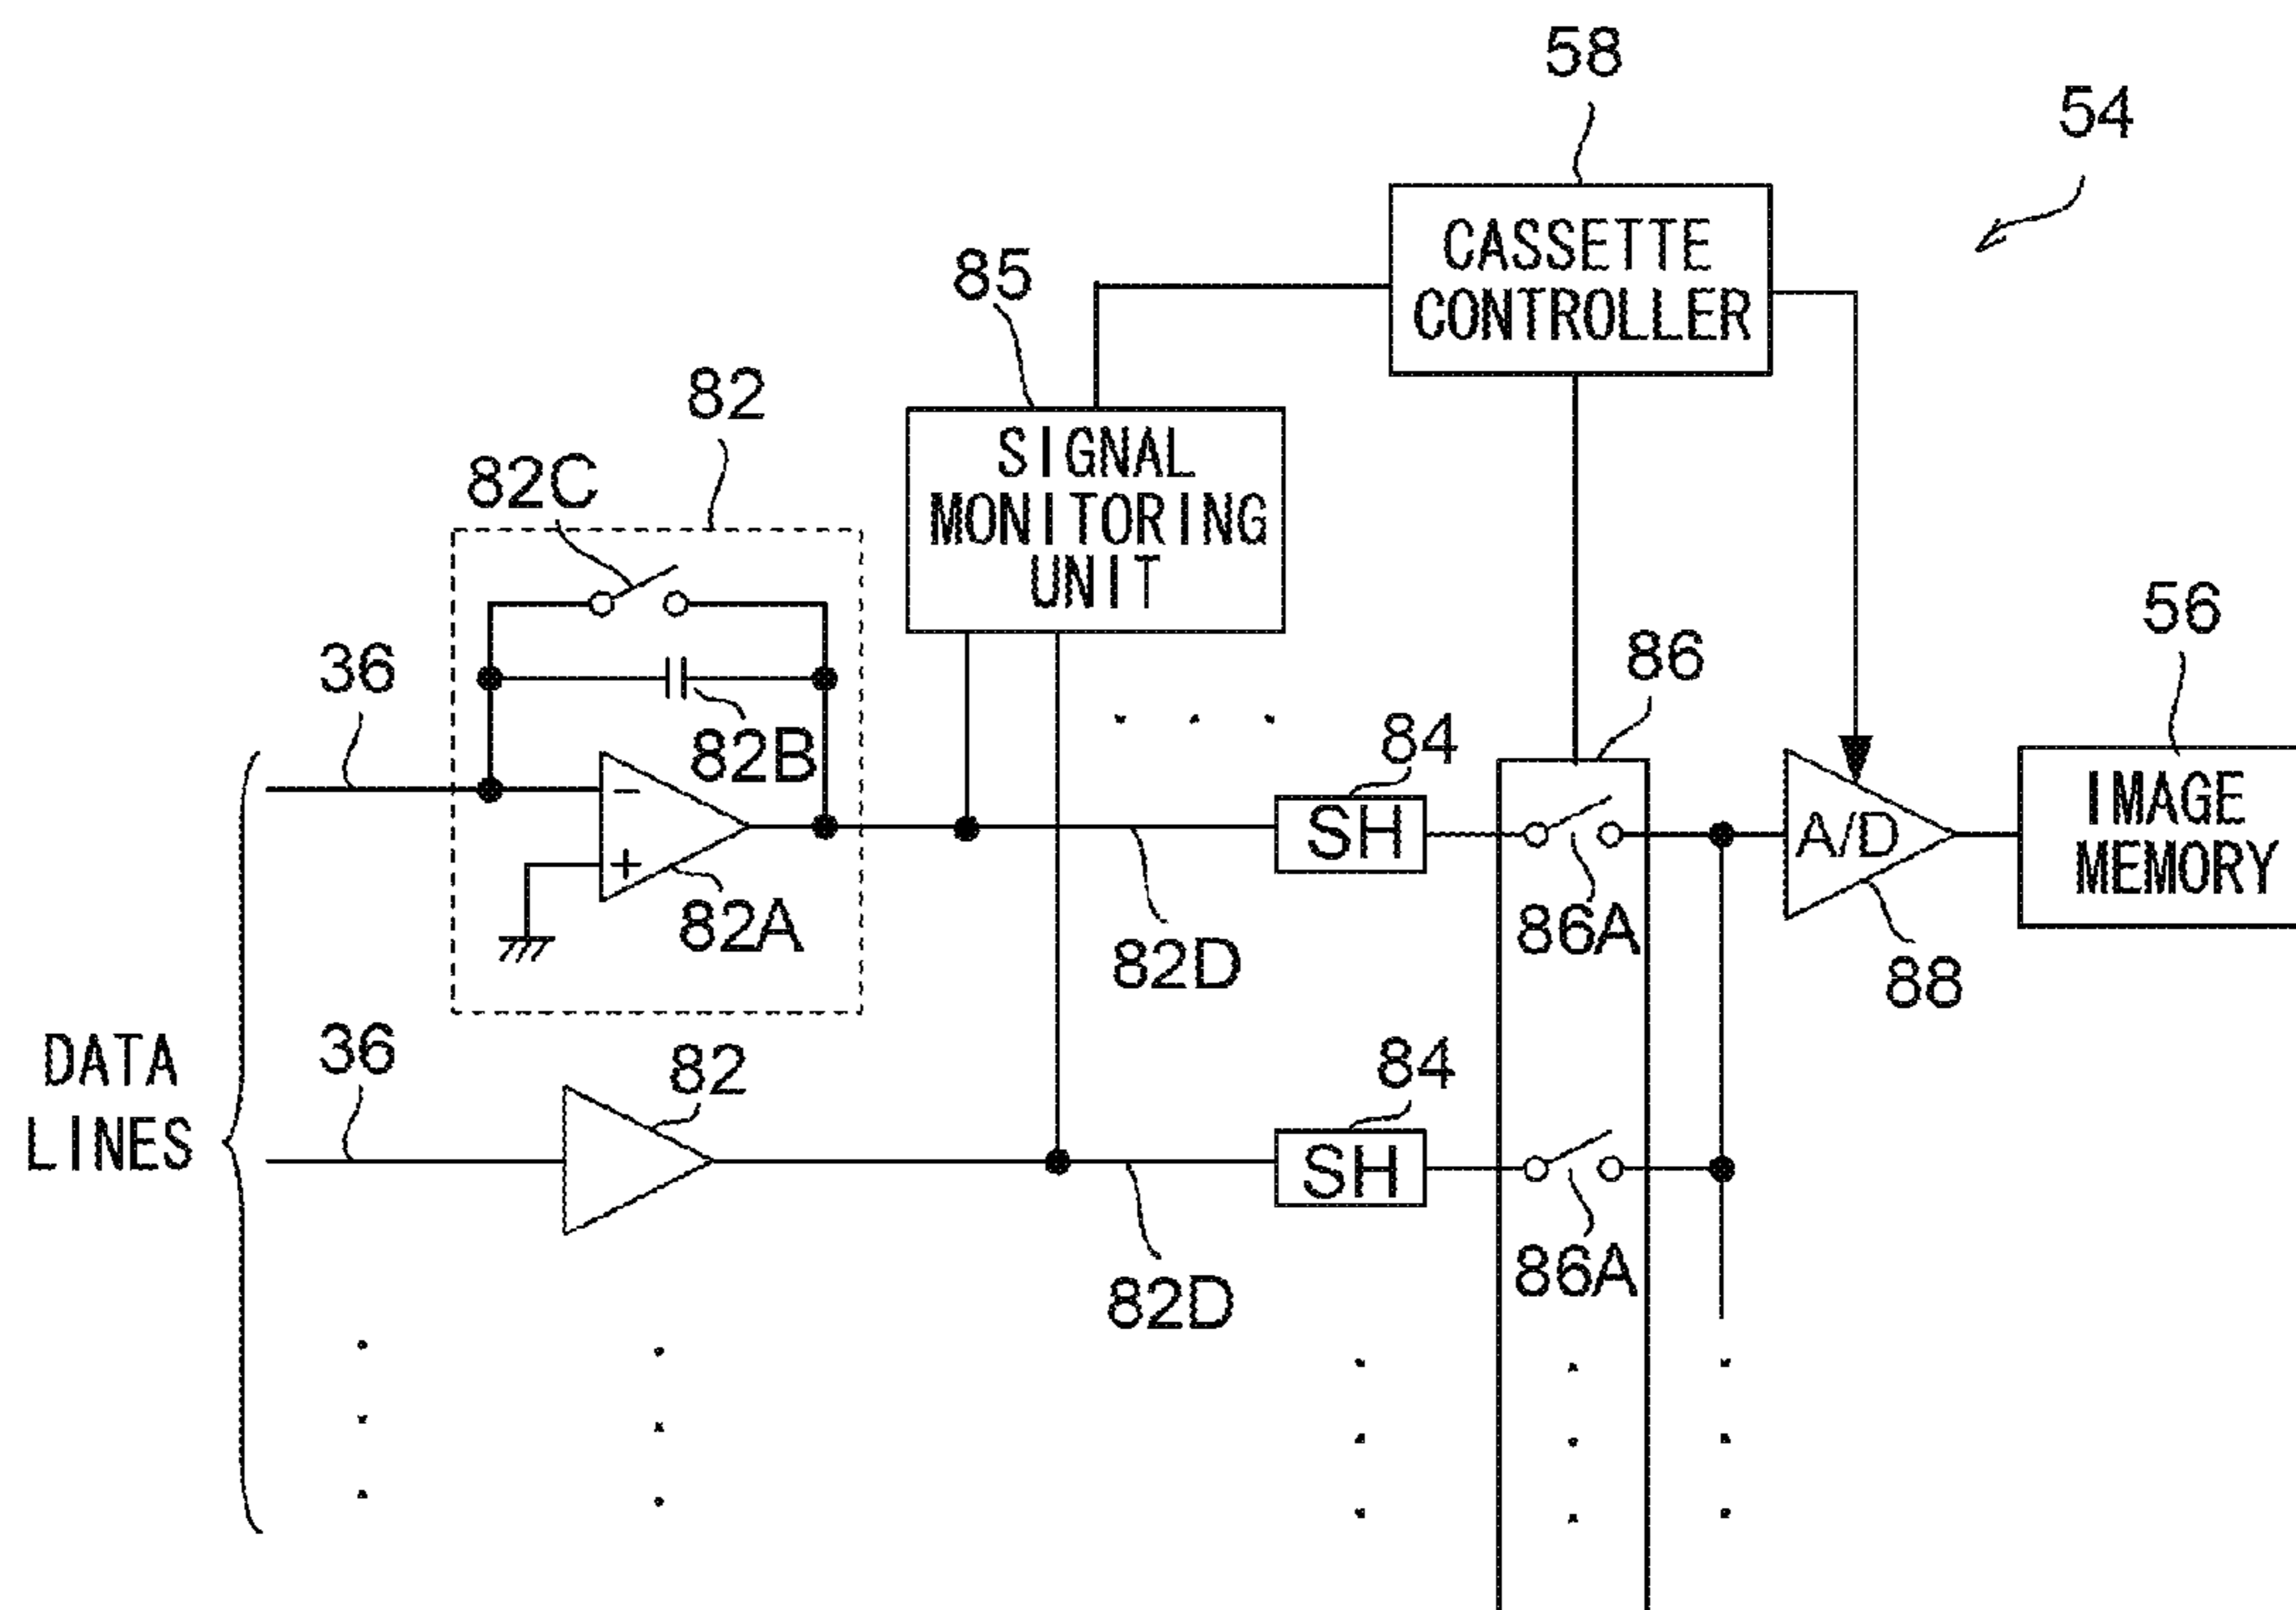 58
54
CASSETTE
CONTROLLER
85
82
SIGNAL
MONITORING
UNIT
82C
56
86
36
84
82B
IMAGE
MEMORY
-
SH
A/D
+
82A
86A
82D
88
DATA
LINES
36
82
84
SH
86A
82D